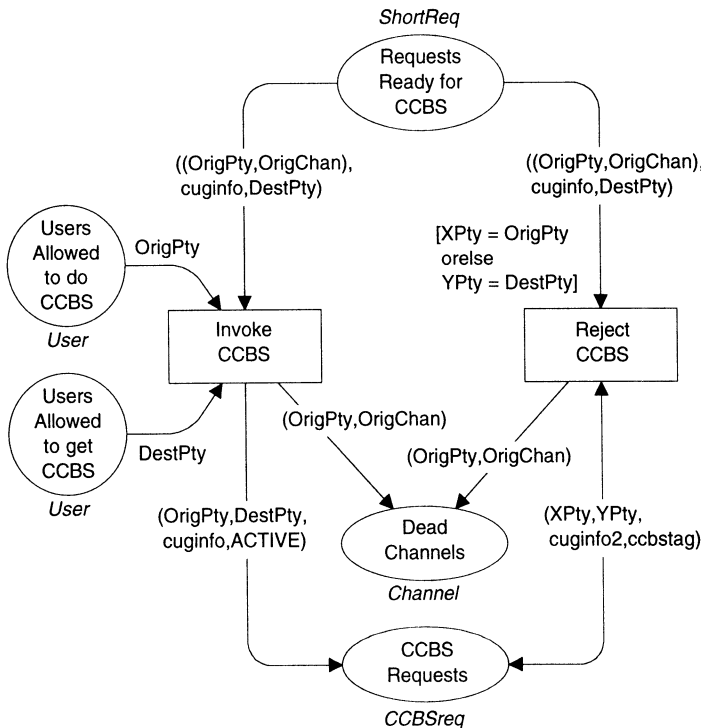 ShortReq
Requests
Ready for
CCBS
((OrigPty,OrigChan),
cuginfo,DestPty)
((OrigPty,OrigChan),
cuginfo,DestPty)
Users
Allowed
to do
CCBS
User
OrigPty
[XPty = OrigPty
orelse
YPty = DestPty]
Invoke
CCBS
Reject
CCBS
Users
Allowed
to get
CCBS
User
DestPty
(OrigPty,OrigChan)
(OrigPty,OrigChan)
(OrigPty,DestPty,
cuginfo,ACTIVE)
Dead
Channels
Channel
(XPty,YPty,
cuginfo2,ccbstag)
CCBS
Requests
CCBSreq